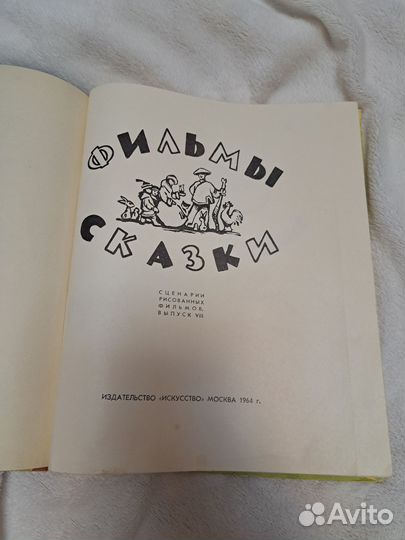 ФИЛЬМЫ
СКАЗКИ
СЦЕНАРИИ
РИСОВАННЫХ
ФИЛЬМОВ,
ВЫПУСК VIII
ИЗДАТЕЛЬСТВО «ИСКУССТВО» МОСКВА 1964 г.
Avito